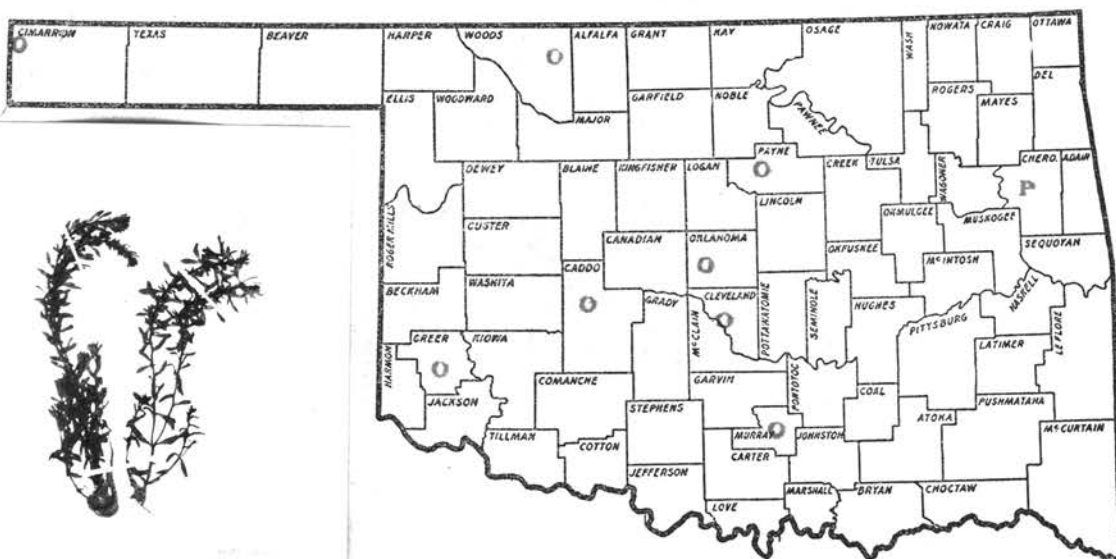 CIMARRON TEXAS BEAVER HARPER WOODS ALFALFA GRANT KAY OSAGE WASH NOWATA CRAIG OTTAWA
O O
DEL
ELLIS WOODWARD GARFIELD NOBLE ROGERS
MAJOR PAWNEE MAYES
PAYNE
DEWEY BLAINE KINGFISHER LOGAN O CREEK TULSA CHERO. ADAIR
WAGONER P
LINCOLN
ROGER MILLS CUSTER OKMULGEE MUSKOGEE
CANADIAN OKLAHOMA OKFUSKEE SEQUOYAH
CADDO O MCINTOSH
BECKHAM WASHITA O GRADY CLEVELAND POTTAWATOMIE SEMINOLE HUGHES HASKELL
O PITTSBURG
GREER KIOWA MCCLAIN LATIMER LEFLORE
HARMON O
COMANCHE GARVIN PONTOTOC COAL
JACKSON STEPHENS PUSHMATAHA
O ATOKA
TILLMAN COTTON MURRAY JOHNSTON MCCURTAIN
CARTER
JEFFERSON
MARSHALL BRYAN CHOCTAW
LOVE